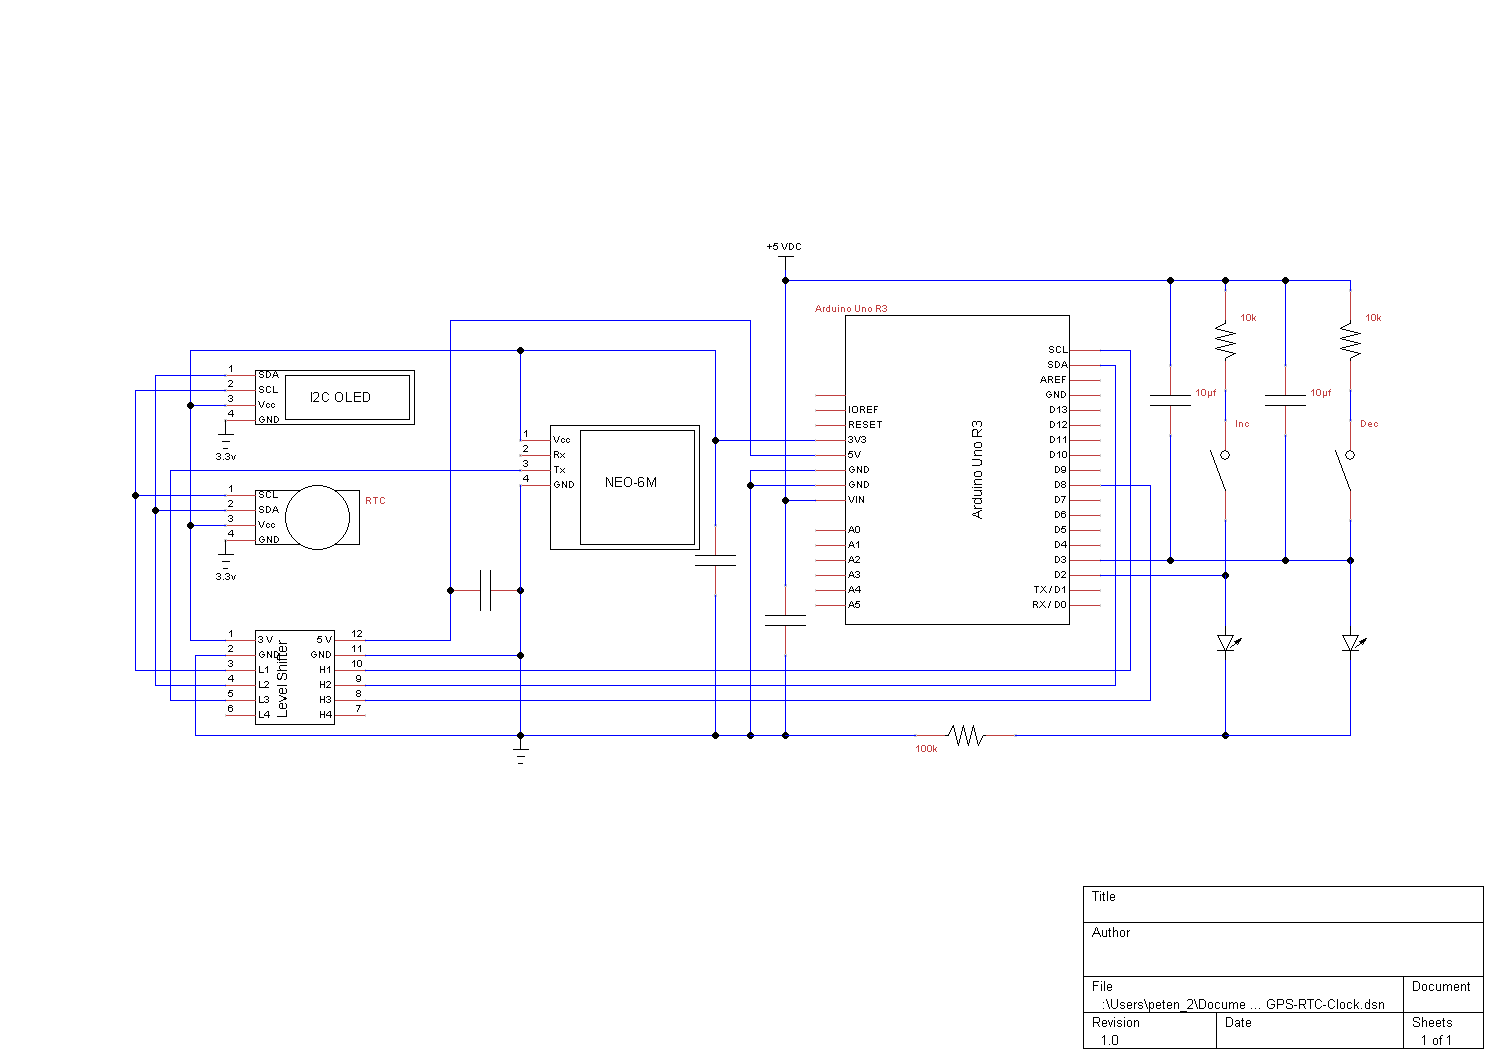 +5 VDC
Arduino Uno R3
10k
10k
SCL
SDA
AREF
GND
D13
D12
D11
D10
D9
D8
D7
D6
D5
D4
D3
D2
TX/D1
RX/D0
IOREF
RESET
3V3
5V
GND
GND
VIN
A0
A1
A2
A3
A4
A5
Arduino Uno R3
10µf
10µf
Inc
Dec
1 SDA
2 SCL
3 Vcc
4 GND
I2C OLED
3.3v
1 Vcc
2 Rx
3 Tx
4 GND
NEO-6M
1 SCL
2 SDA
3 Vcc
4 GND
RTC
3.3v
1 3V 5V 12
2 GND GND 11
3 L1 H1 10
4 L2 H2 9
5 L3 H3 8
6 L4 H4 7
Level Shifter
100k
Title
Author
File
:\Users\peten_2\Docume ... GPS-RTC-Clock.dsn
Document
Revision
1.0
Date
Sheets
1 of 1